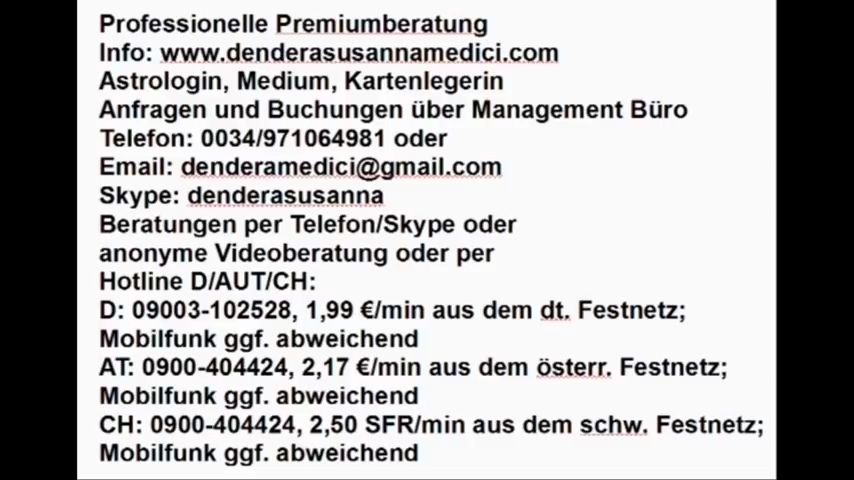 Professionelle Premiumberatung
Info: www.denderasusannamedici.com
Astrologin, Medium, Kartenlegerin
Anfragen und Buchungen über Management Büro
Telefon: 0034/971064981 oder
Email: denderamedici@gmail.com
Skype: denderasusanna
Beratungen per Telefon/Skype oder
anonyme Videoberatung oder per
Hotline D/AUT/CH:
D: 09003-102528, 1,99 €/min aus dem dt. Festnetz;
Mobilfunk ggf. abweichend
AT: 0900-404424, 2,17 €/min aus dem österr. Festnetz;
Mobilfunk ggf. abweichend
CH: 0900-404424, 2,50 SFR/min aus dem schw. Festnetz;
Mobilfunk ggf. abweichend